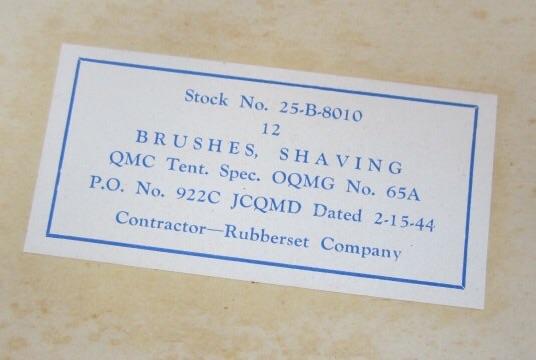 Stock No. 25-B-8010
12
BRUSHES, SHAVING
QMC Tent. Spec. OQMG No. 65A
P.O. No. 922C JCQMD Dated 2-15-44
Contractor—Rubberset Company